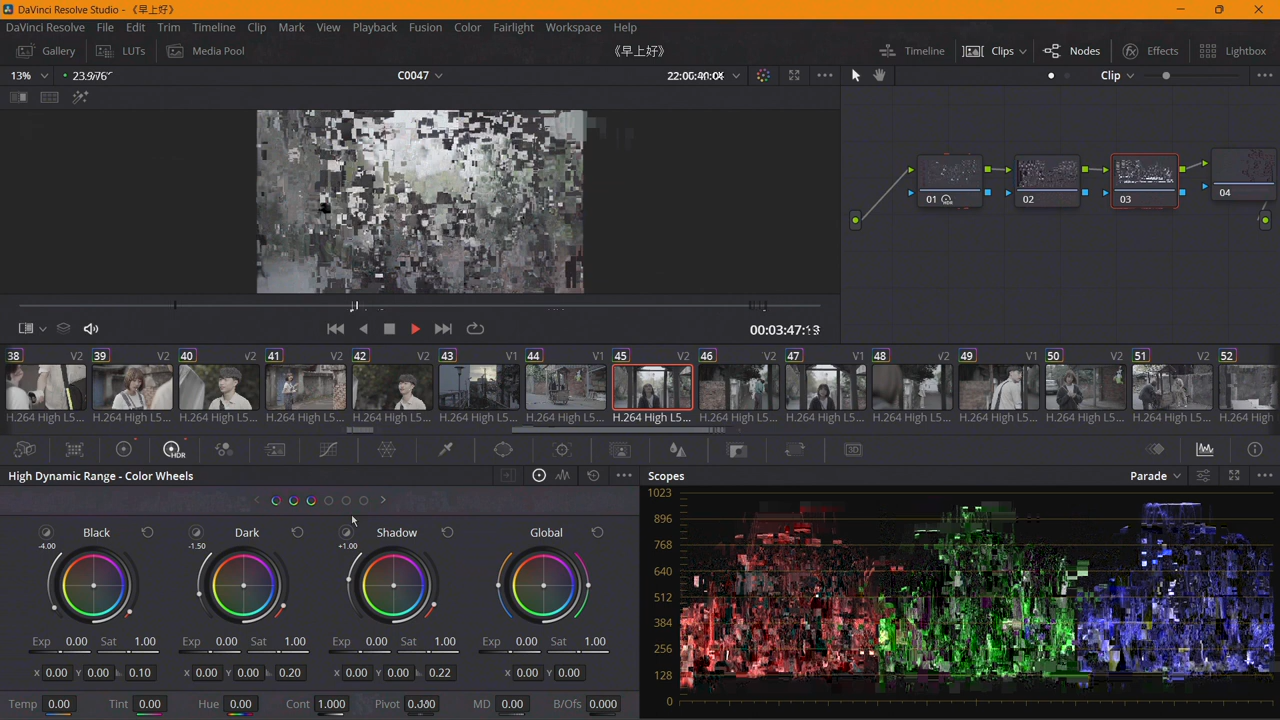 DaVinci Resolve Studio - 《早上好》
DaVinci Resolve File Edit Trim Timeline Clip Mark View Playback Fusion Color Fairlight Workspace Help
Gallery LUTs Media Pool 《早上好》 Timeline Clips Nodes Effects Lightbox
13% C0047 Clip
01 HDR 02 03 04
38 V2 39 V2 40 V2 41 V2 42 V2 43 V1 44 V1 45 V2 46 V2 47 V1 48 V2 49 V1 50 V2 51 V2 52
H.264 High L5... H.264 High L5... H.264 High L5... H.264 High L5... H.264 High L5... H.264 High L5... H.264 High L5... H.264 High L5... H.264 High L5... H.264 High L5... H.264 High L5... H.264 High L5... H.264 High L5... H.264 High L5... H.264 High
HDR 3D
High Dynamic Range - Color Wheels Scopes Parade
Black Dark Shadow Global
-4.00 -1.50 +1.00
Exp 0.00 Sat 1.00 Exp 0.00 Sat 1.00 Exp 0.00 Sat 1.00 Exp 0.00 Sat 1.00
X 0.00 Y 0.00 0.10 X 0.00 Y 0.00 0.20 X 0.00 Y 0.00 0.22 X 0.00 Y 0.00
Temp 0.00 Tint 0.00 Hue 0.00 Cont 1.000 Pivot MD 0.00 B/Ofs 0.000
1023
896
768
640
512
384
256
128
0